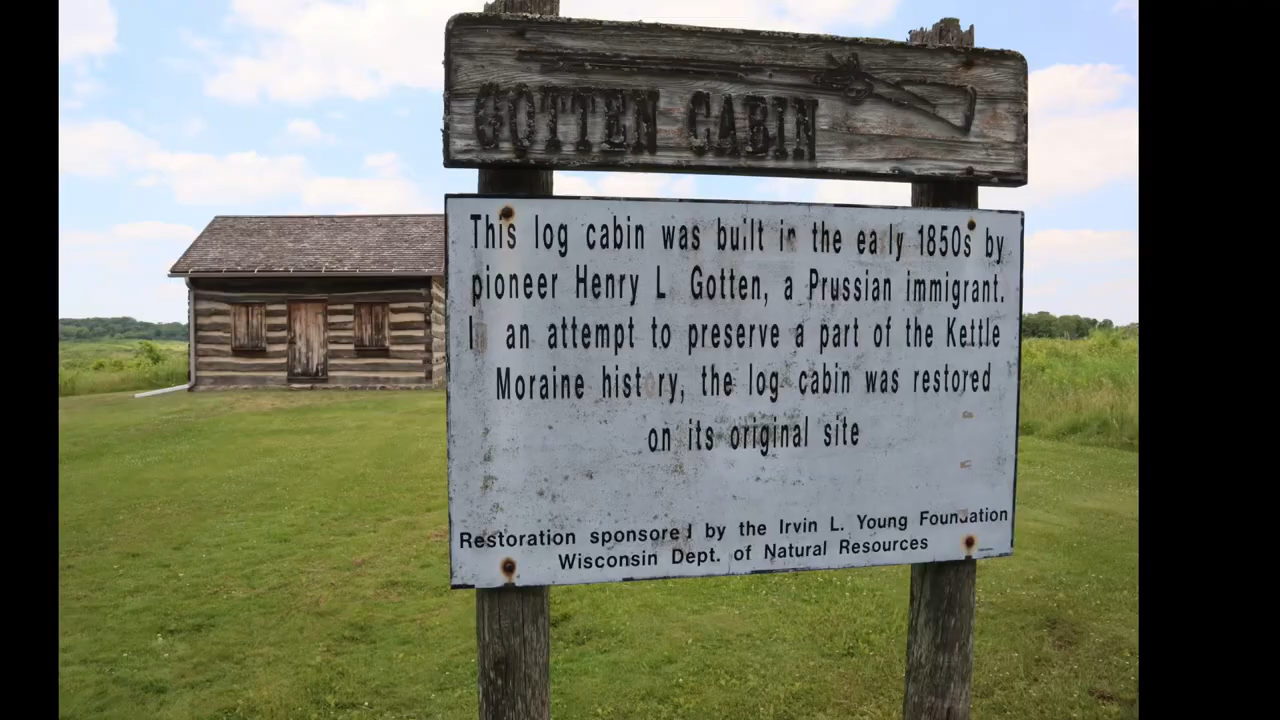 GOTTEN CABIN
This log cabin was built in the ea ly 1850s by
pioneer Henry L Gotten, a Prussian immigrant.
I  an attempt to preserve a part of the Kettle
Moraine hist ry, the log cabin was restored
on its original site
Restoration sponsored by the Irvin L. Young Foundation
Wisconsin Dept. of Natural Resources